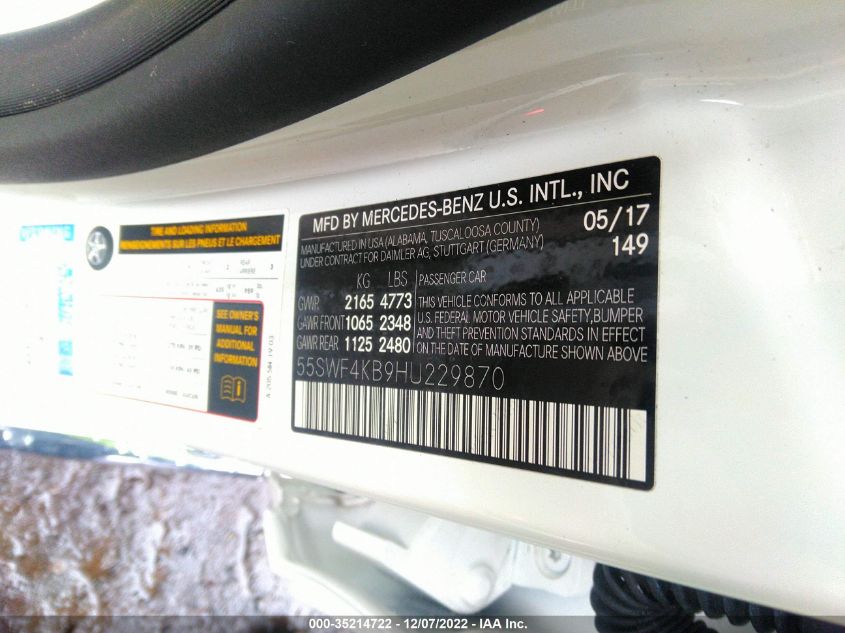 TIRE AND LOADING INFORMATION
RENSEIGNEMENTS SUR LES PNEUS ET LE CHARGEMENT
SEE OWNER'S
MANUAL FOR
ADDITIONAL
INFORMATION
A 205 584 19 03
MFD BY MERCEDES-BENZ U.S. INTL., INC
MANUFACTURED IN USA (ALABAMA, TUSCALOOSA COUNTY)
UNDER CONTRACT FOR DAIMLER AG, STUTTGART (GERMANY)
05/17
149
KG LBS
GVWR 2165 4773
GAWR FRONT 1065 2348
GAWR REAR 1125 2480
PASSENGER CAR
THIS VEHICLE CONFORMS TO ALL APPLICABLE
U.S. FEDERAL MOTOR VEHICLE SAFETY, BUMPER
AND THEFT PREVENTION STANDARDS IN EFFECT
ON THE DATE OF MANUFACTURE SHOWN ABOVE
55SWF4KB9HU229870
000-35214722 - 12/07/2022 - IAA Inc.